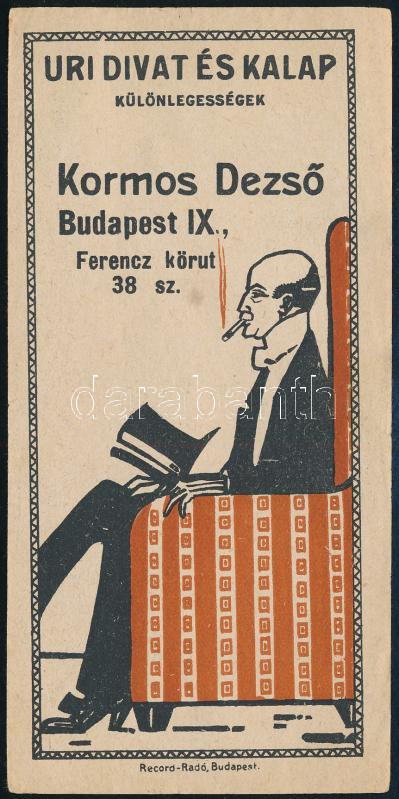 URI DIVAT ÉS KALAP
KÜLÖNLEGESSÉGEK
Kormos Dezső
Budapest IX.,
Ferencz körut
38 sz.
darabanth
Record-Radó, Budapest.